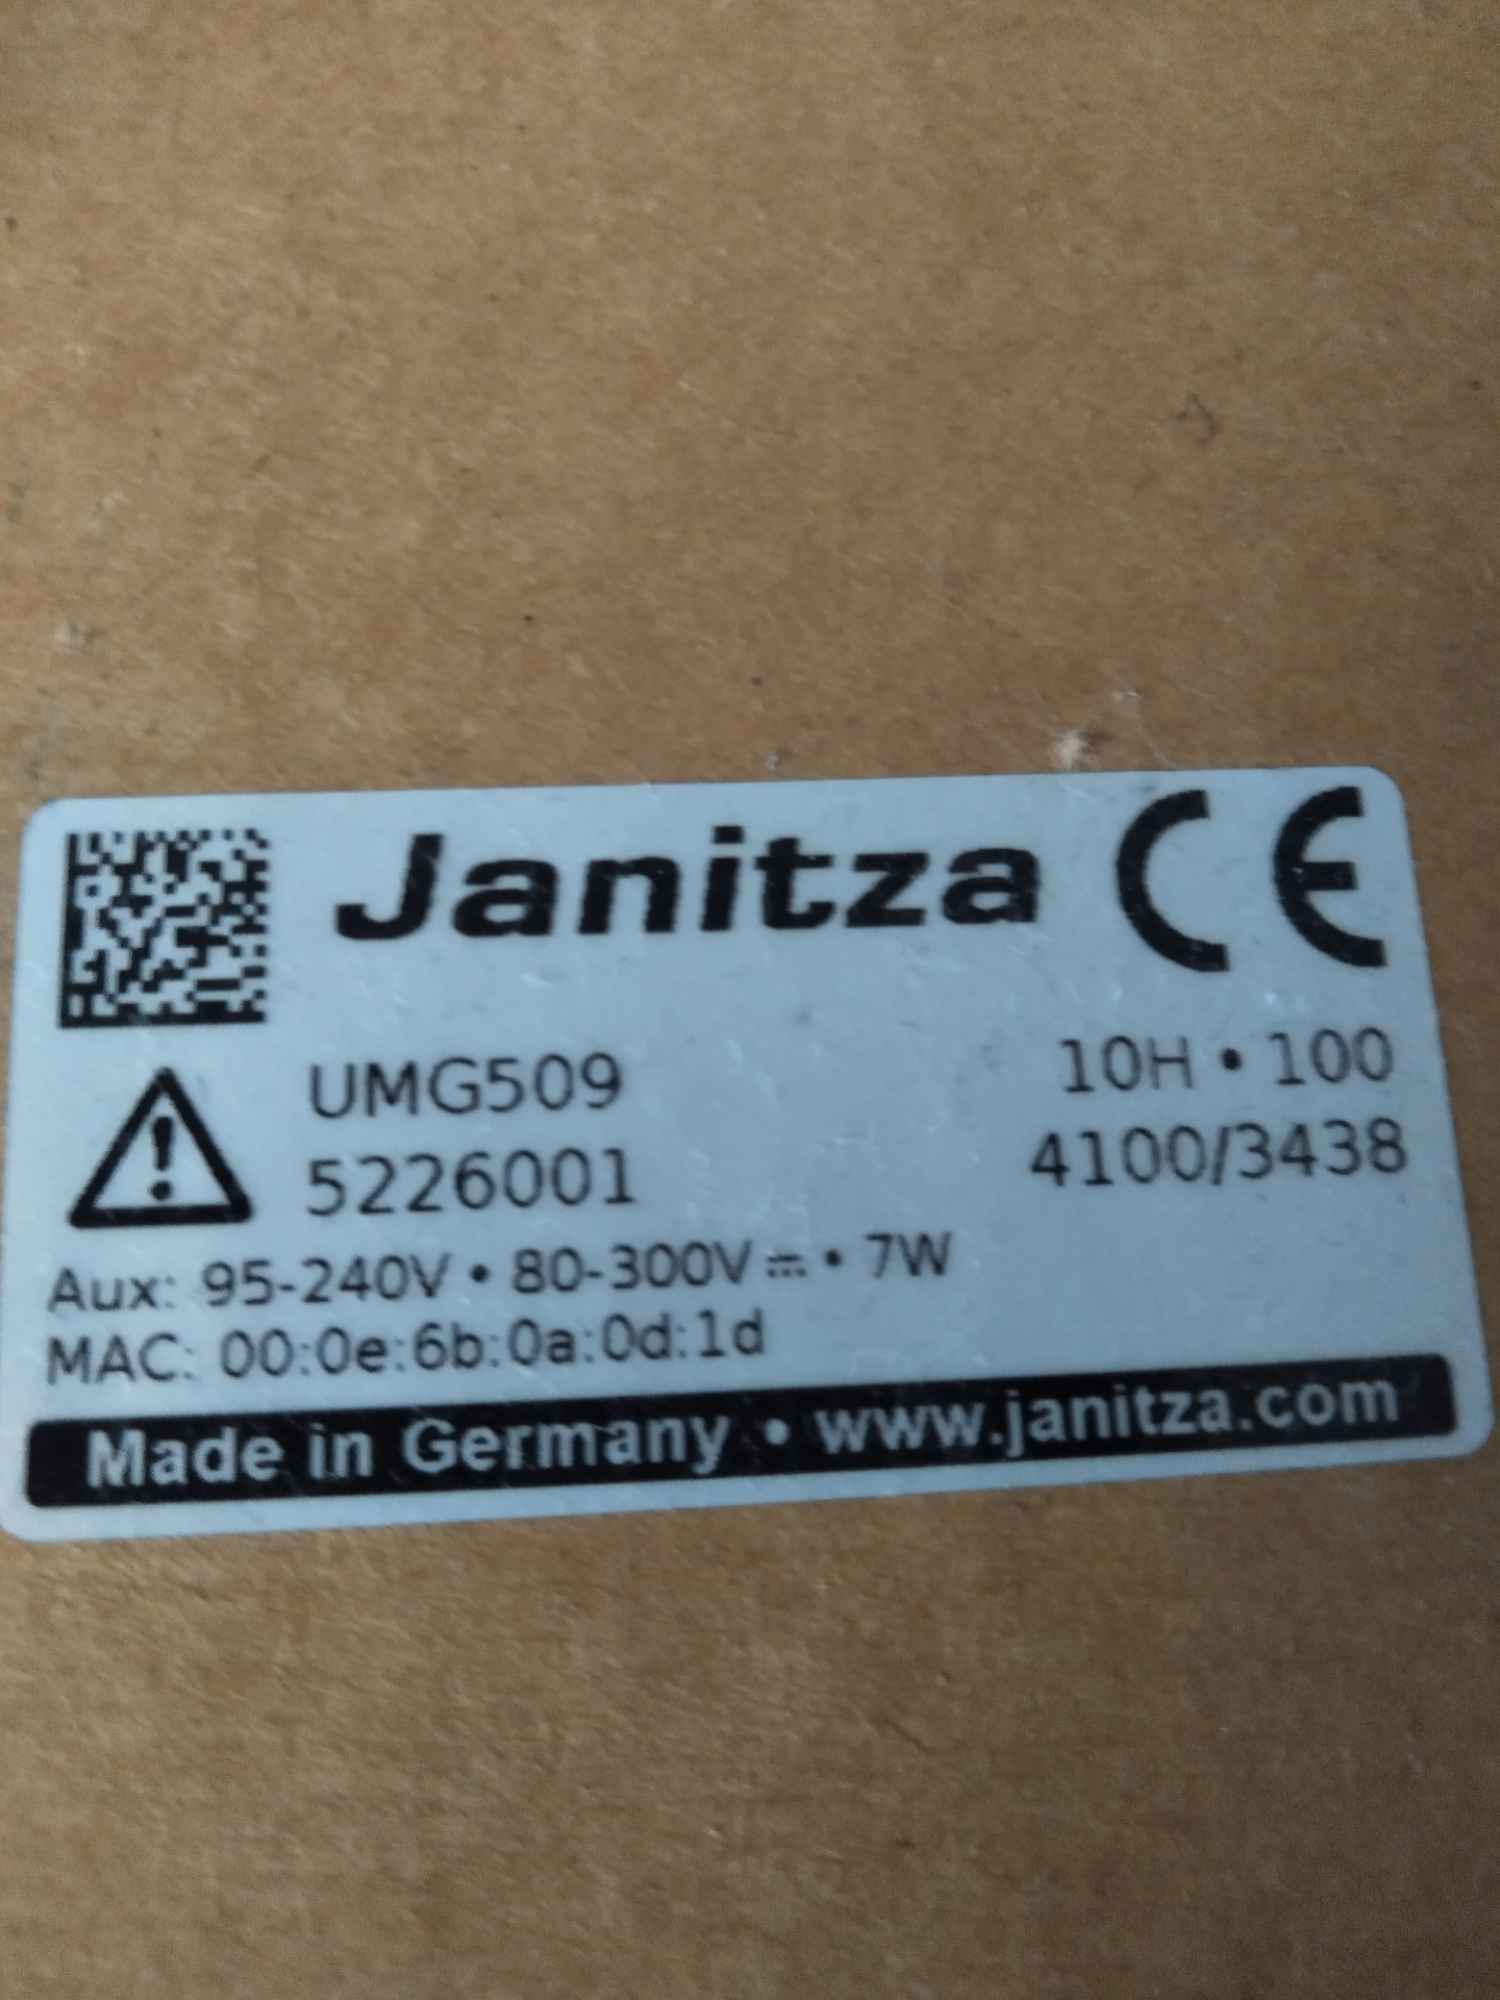 Janitza CE
UMG509 10H • 100
5226001 4100/3438
Aux: 95-240V • 80-300V⎓ • 7W
MAC: 00:0e:6b:0a:0d:1d
Made in Germany • www.janitza.com